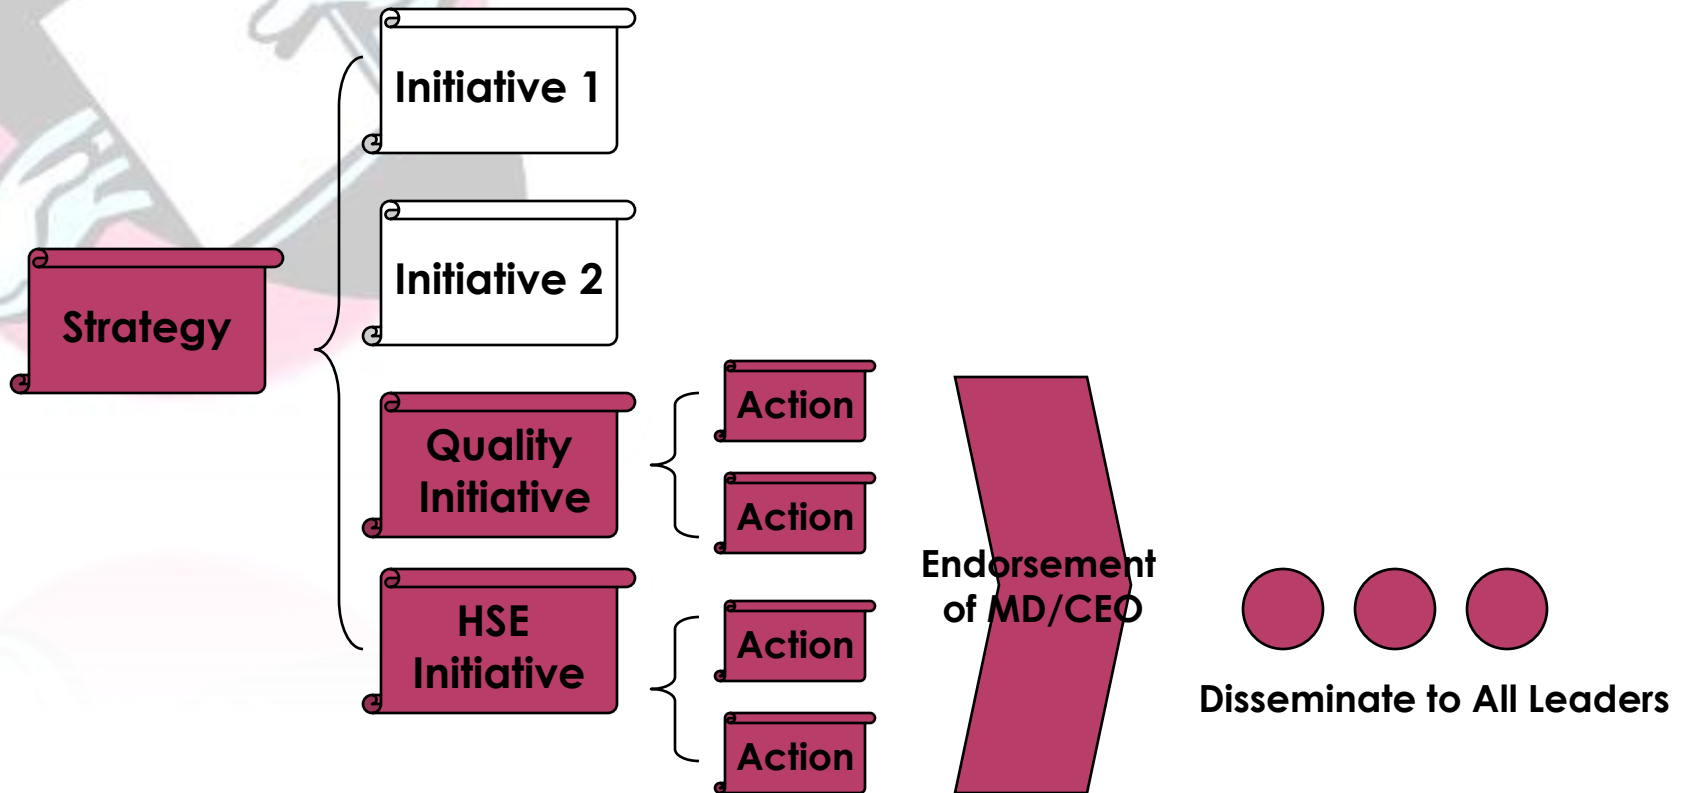 Initiative 1
Initiative 2
Strategy
Quality
Initiative
HSE
Initiative
Action
Action
Action
Action
Endorsement
of MD/CEO
Disseminate to All Leaders